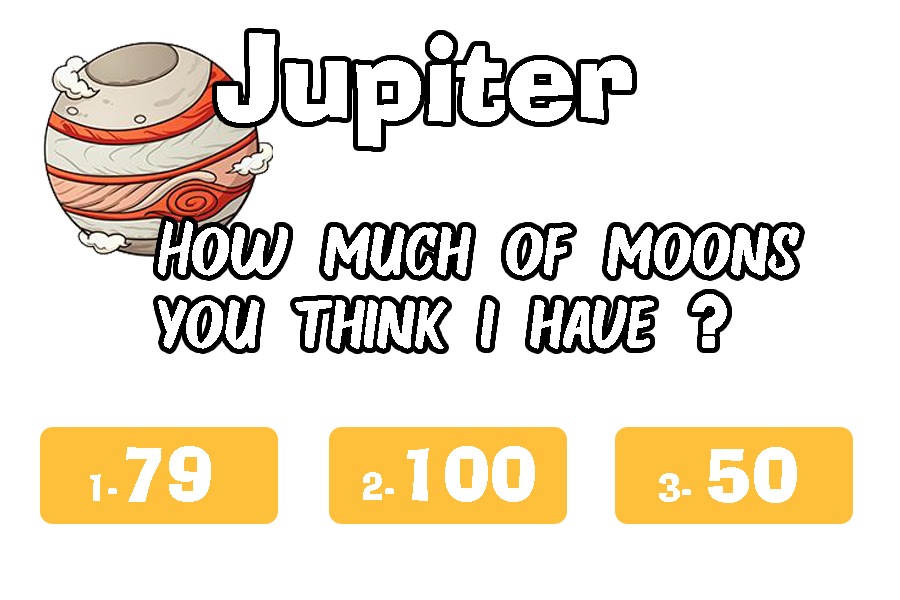 Jupiter
HOW MUCH OF MOONS
YOU THINK I HAVE ?
1-79
2-100
3- 50